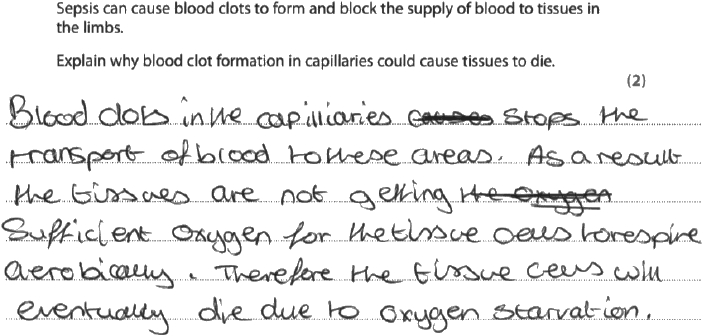 Sepsis can cause blood clots to form and block the supply of blood to tissues in
the limbs.
Explain why blood clot formation in capillaries could cause tissues to die.
(2)
Blood clots in the capilliaries causes stops the
transport of blood to these areas. As a result
the tissues are not getting the oxygen
Sufficient oxygen for the tissue cells to respire
aerobically. Therefore the tissue cells will
eventually die due to oxygen starvation.